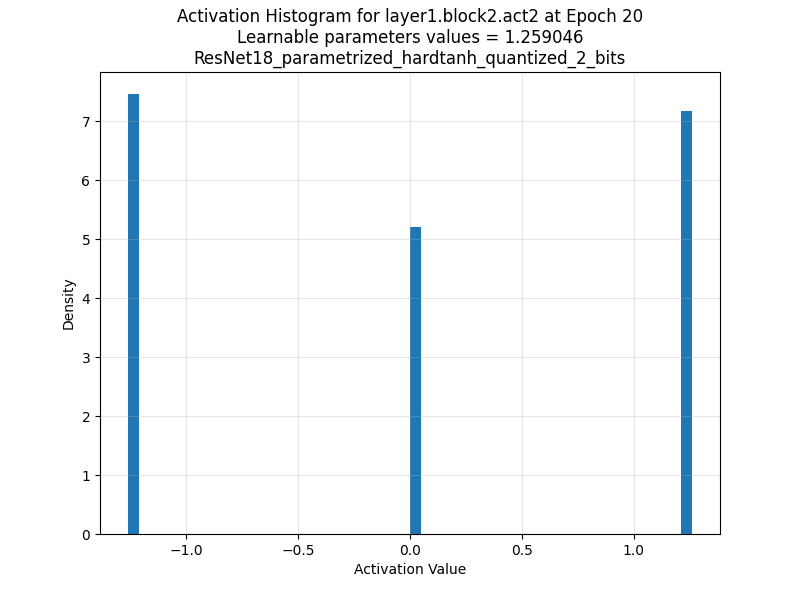 Activation Histogram for layer1.block2.act2 at Epoch 20
Learnable parameters values = 1.259046
ResNet18_parametrized_hardtanh_quantized_2_bits
7
6
5
4
3
2
1
0
Density
−1.0 −0.5 0.0 0.5 1.0
Activation Value